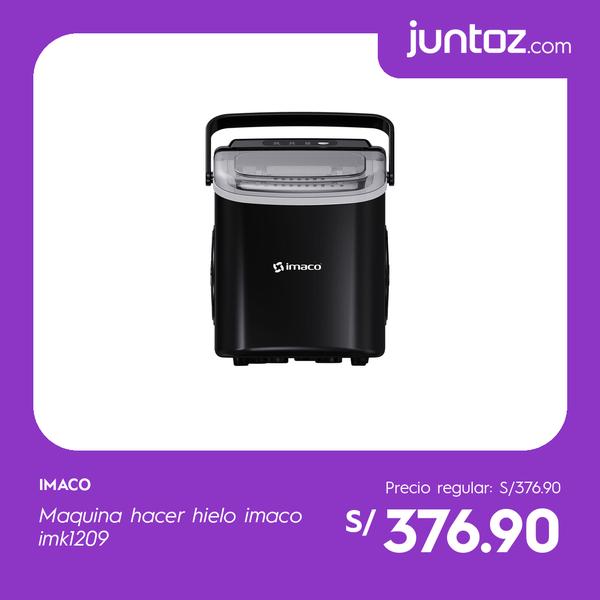 juntoz.com
imaco
IMACO
Maquina hacer hielo imaco
imk1209
Precio regular: S/376.90
S/ 376.90